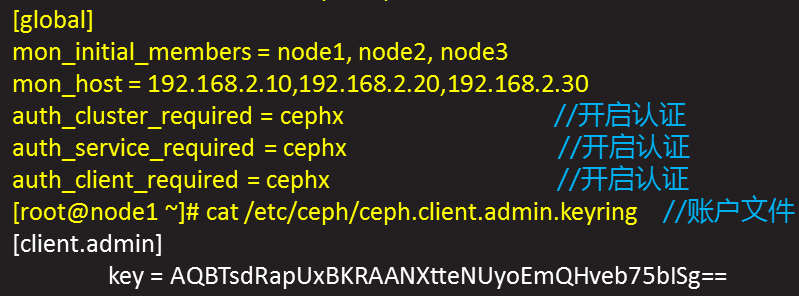 [global]
mon_initial_members = node1, node2, node3
mon_host = 192.168.2.10,192.168.2.20,192.168.2.30
auth_cluster_required = cephx //开启认证
auth_service_required = cephx //开启认证
auth_client_required = cephx //开启认证
[root@node1 ~]# cat /etc/ceph/ceph.client.admin.keyring //账户文件
[client.admin]
key = AQBTsdRapUxBKRAANXtteNUyoEmQHveb75bISg==